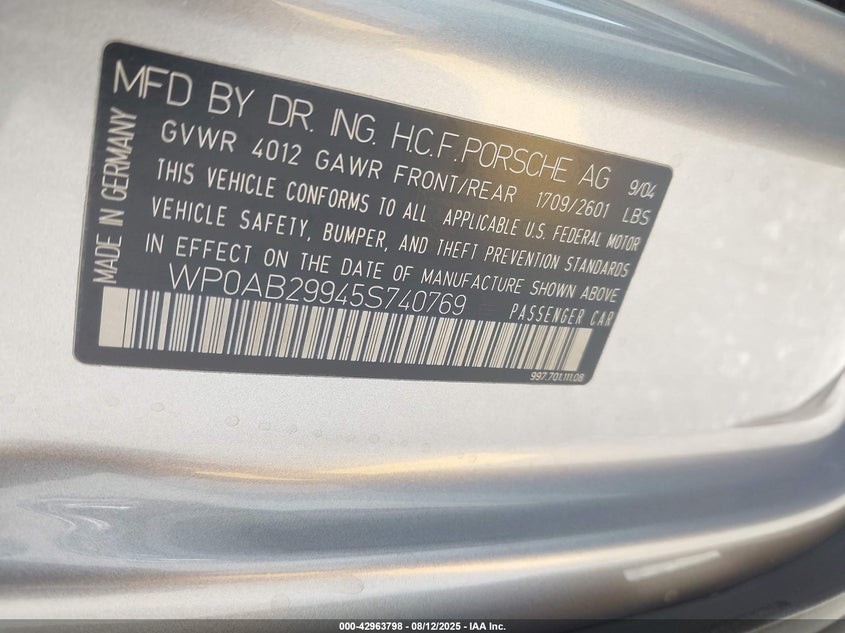 MFD BY DR. ING. H.C.F. PORSCHE AG 9/04
GVWR 4012 GAWR FRONT/REAR 1709/2601 LBS
THIS VEHICLE CONFORMS TO ALL APPLICABLE U.S. FEDERAL MOTOR
VEHICLE SAFETY, BUMPER, AND THEFT PREVENTION STANDARDS
IN EFFECT ON THE DATE OF MANUFACTURE SHOWN ABOVE
WP0AB29945S740769 PASSENGER CAR
997.701.111.08
MADE IN GERMANY
000-42963798 - 08/12/2025 - IAA Inc.